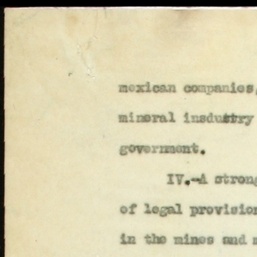 mexican companies,
mineral insdustry
government.
IV.-A strong
of legal provision
in the mines and